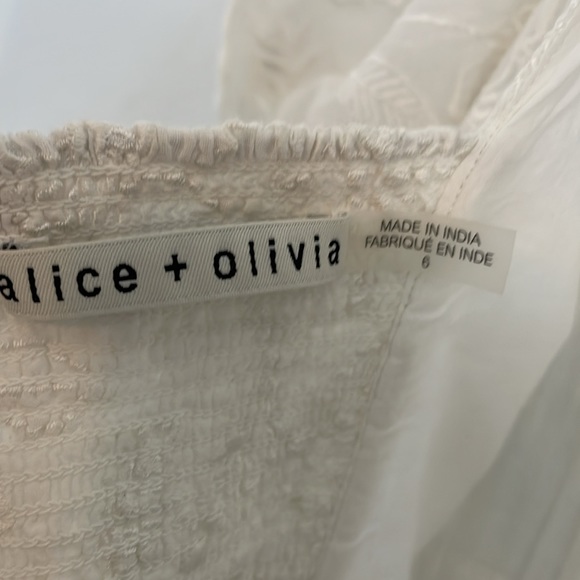 alice + olivia
MADE IN INDIA
FABRIQUÉ EN INDE
6